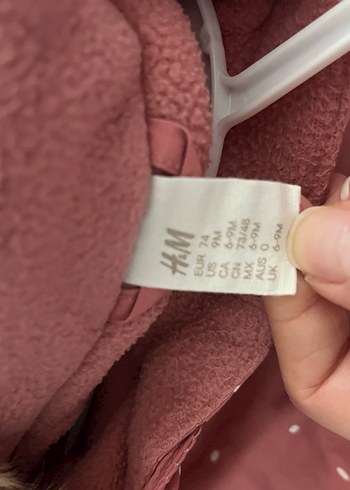 H&M
EUR 74
US 9M
CA 6-9M
CN 73/48
MX 6-9M
AUS 0
UK 6-9M